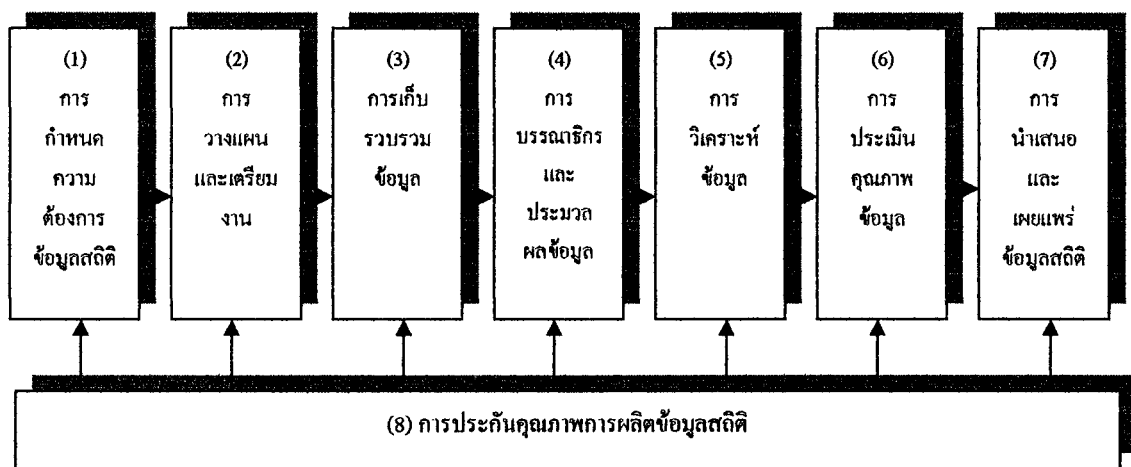 (1)
การ
กำหนด
ความ
ต้องการ
ข้อมูลสถิติ
(2)
การ
วางแผน
และเตรียม
งาน
(3)
การเก็บ
รวบรวม
ข้อมูล
(4)
การ
บรรณาธิกร
และ
ประมวล
ผลข้อมูล
(5)
การ
วิเคราะห์
ข้อมูล
(6)
การ
ประเมิน
คุณภาพ
ข้อมูล
(7)
การ
นำเสนอ
และ
เผยแพร่
ข้อมูลสถิติ
(8) การประกันคุณภาพการผลิตข้อมูลสถิติ